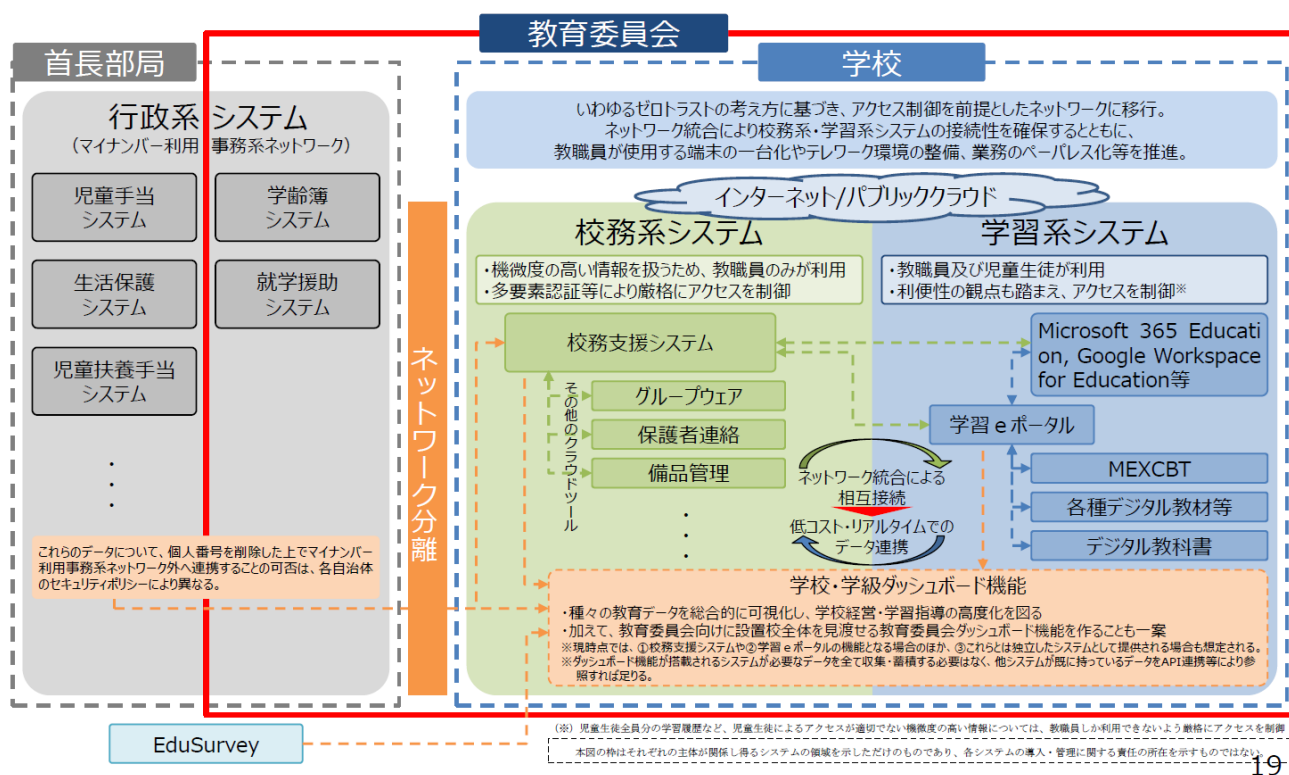 教育委員会
首長部局
学校
行政系システム
（マイナンバー利用事務系ネットワーク）
児童手当
システム
学齢簿
システム
生活保護
システム
就学援助
システム
児童扶養手当
システム
・
・
・
これらのデータについて、個人番号を削除した上でマイナンバー
利用事務系ネットワーク外へ連携することの可否は、各自治体
のセキュリティポリシーにより異なる。
ネットワーク分離
いわゆるゼロトラストの考え方に基づき、アクセス制御を前提としたネットワークに移行。
ネットワーク統合により校務系・学習系システムの接続性を確保するとともに、
教職員が使用する端末の一台化やテレワーク環境の整備、業務のペーパレス化等を推進。
インターネット/パブリッククラウド
校務系システム
・機微度の高い情報を扱うため、教職員のみが利用
・多要素認証等により厳格にアクセスを制御
校務支援システム
その他のクラウドツール
グループウェア
保護者連絡
備品管理
・
・
・
学習系システム
・教職員及び児童生徒が利用
・利便性の観点も踏まえ、アクセスを制御※
Microsoft 365 Educati
on, Google Workspace
for Education等
学習ｅポータル
MEXCBT
各種デジタル教材等
デジタル教科書
ネットワーク統合による
相互接続
低コスト・リアルタイムでの
データ連携
学校・学級ダッシュボード機能
・種々の教育データを総合的に可視化し、学校経営・学習指導の高度化を図る
・加えて、教育委員会向けに設置校全体を見渡せる教育委員会ダッシュボード機能を作ることも一案
※現時点では、①校務支援システムや②学習ｅポータルの機能となる場合のほか、③これらとは独立したシステムとして提供される場合も想定される。
※ダッシュボード機能が搭載されるシステムが必要なデータを全て収集・蓄積する必要はなく、他システムが既に持っているデータをAPI連携等により参
照すれば足りる。
EduSurvey
（※）児童生徒全員分の学習履歴など、児童生徒によるアクセスが適切でない機微度の高い情報については、教職員しか利用できないよう厳格にアクセスを制御
本図の枠はそれぞれの主体が関係し得るシステムの領域を示しただけのものであり、各システムの導入・管理に関する責任の所在を示すものではない。
19